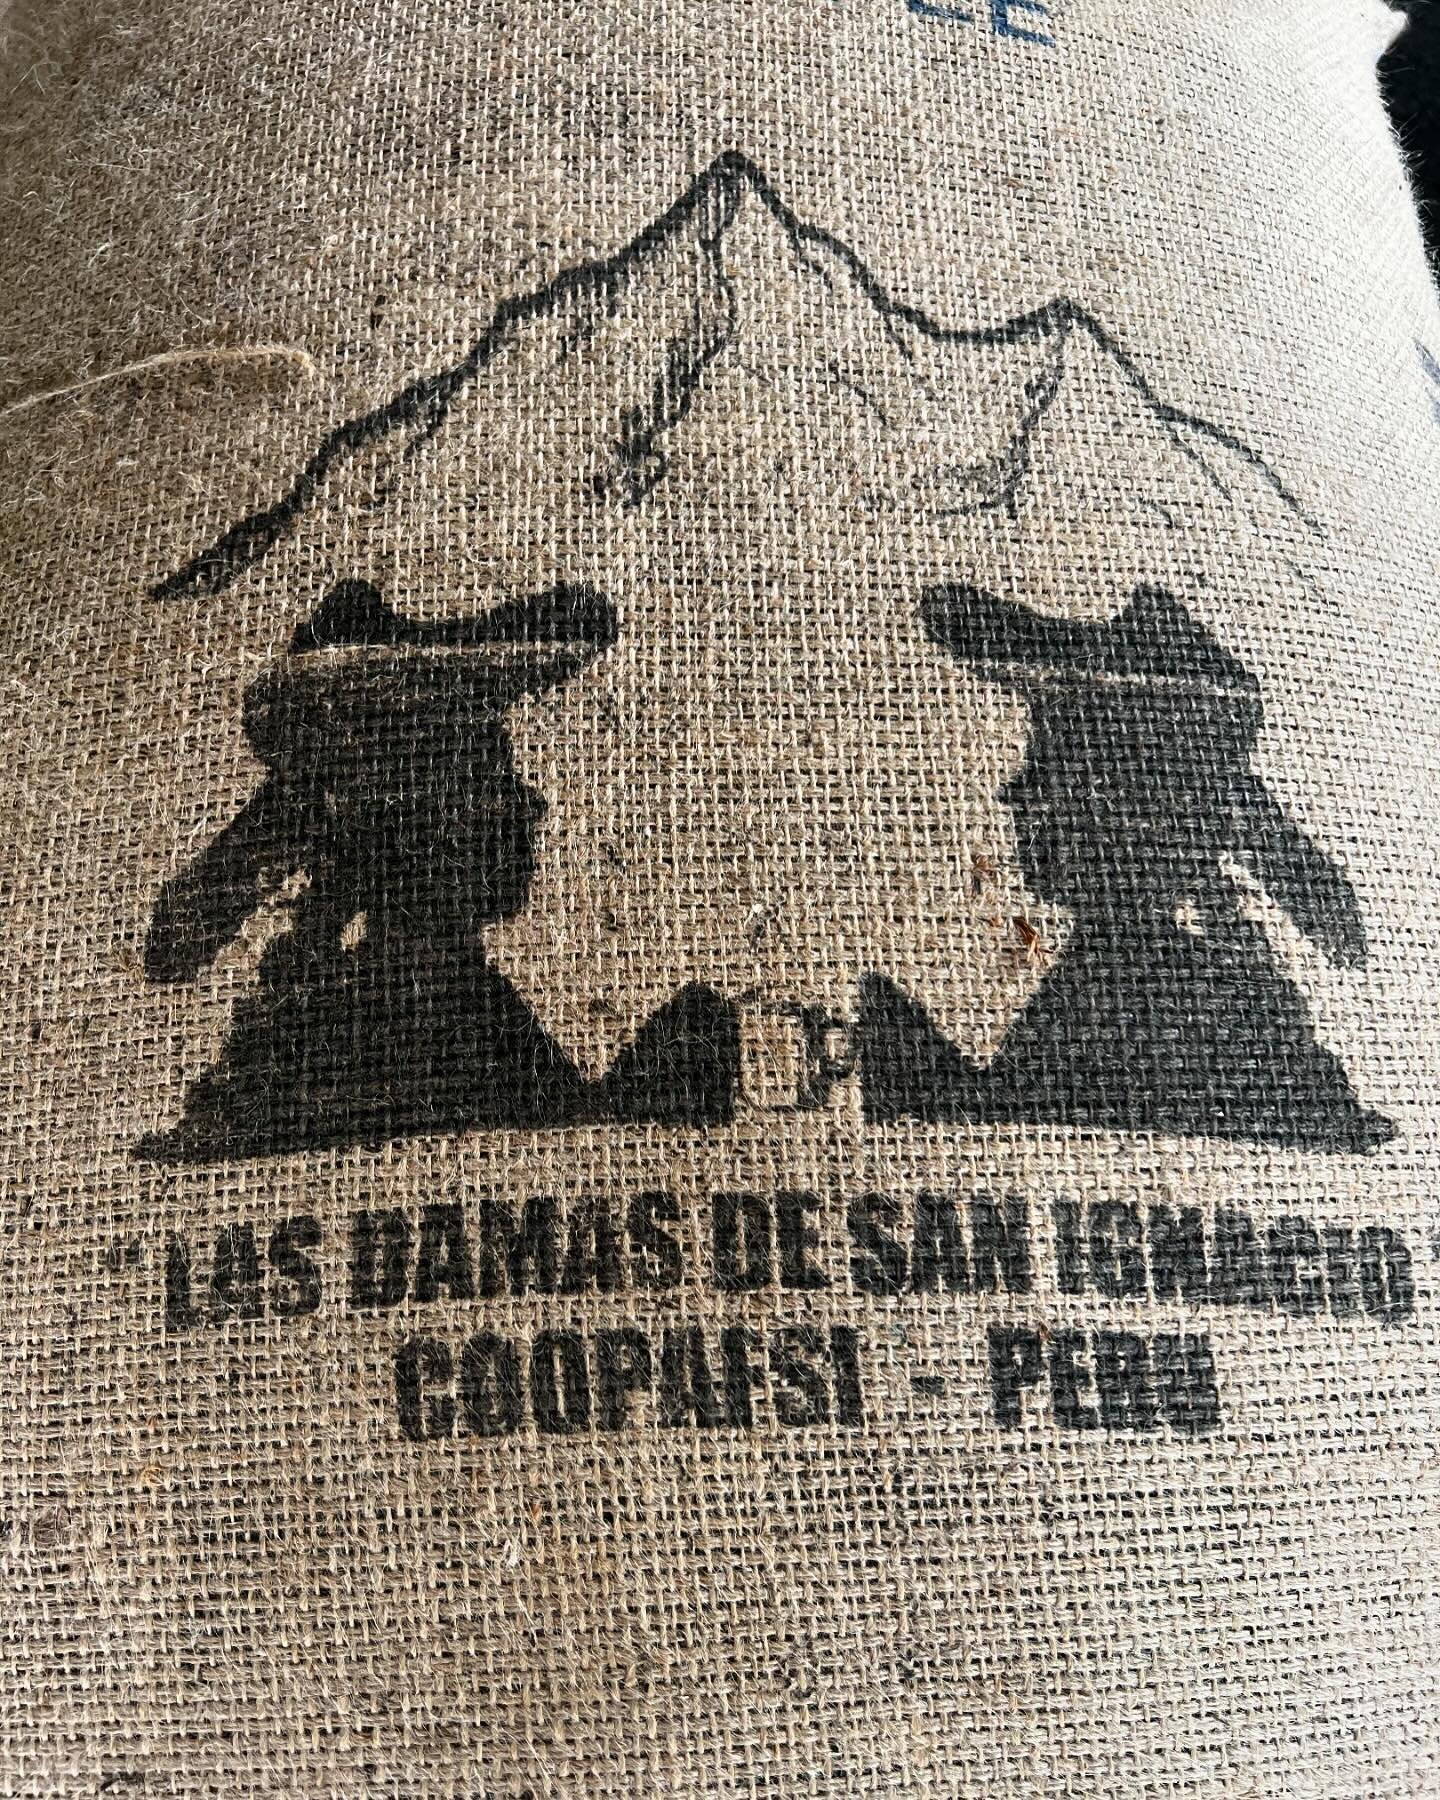 "LAS DAMAS DE SAN IGNACIO
COOPAFSI - PERU